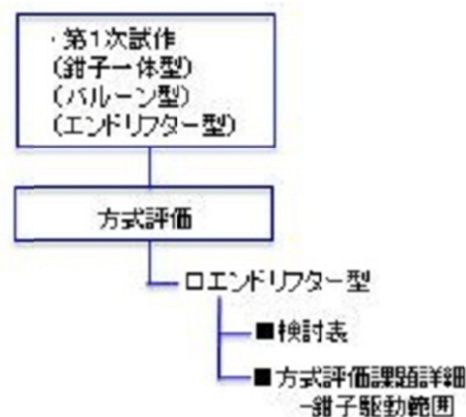 ・第1次試作
(鉗子一体型)
(バルーン型)
(エンドリフター型)
方式評価
□エンドリフター型
■検討表
■方式評価課題詳細
-鉗子駆動範囲